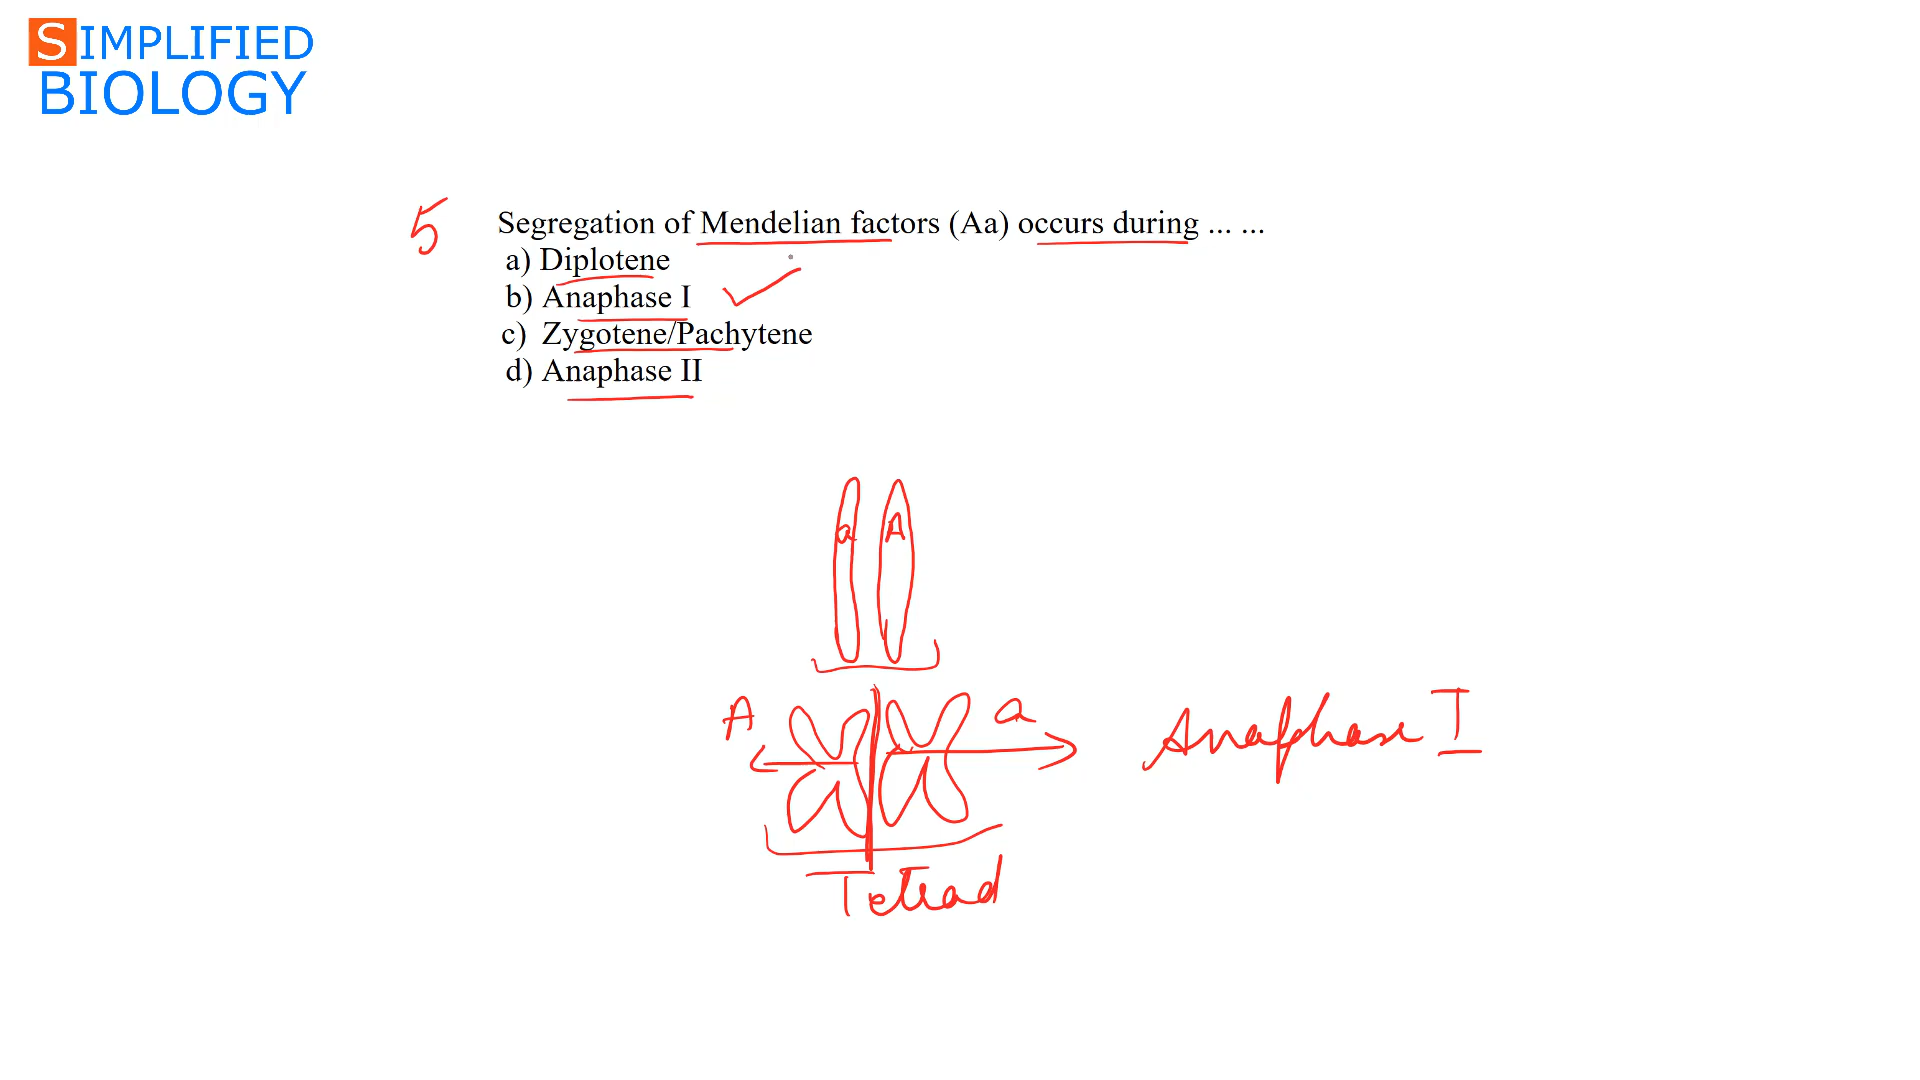 SIMPLIFIED
BIOLOGY
5 Segregation of Mendelian factors (Aa) occurs during ... ...
a) Diplotene
b) Anaphase I
c) Zygotene/Pachytene
d) Anaphase II
a A
A a
Anaphase I
Tetrad